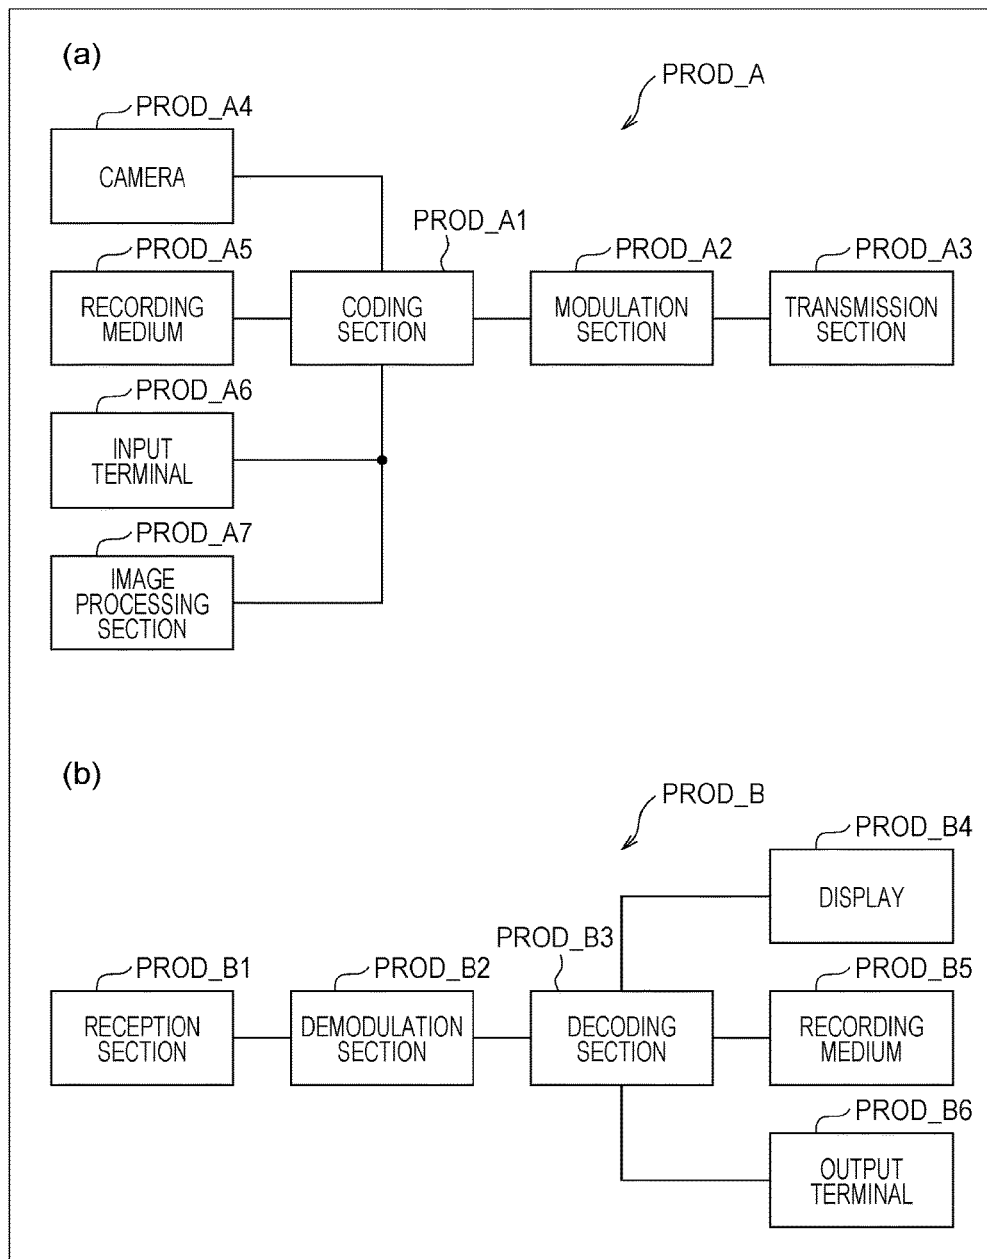 (a)
PROD_A
PROD_A4
CAMERA
PROD_A1
PROD_A5
PROD_A2
PROD_A3
RECORDING
MEDIUM
CODING
SECTION
MODULATION
SECTION
TRANSMISSION
SECTION
PROD_A6
INPUT
TERMINAL
PROD_A7
IMAGE
PROCESSING
SECTION
(b)
PROD_B
PROD_B4
DISPLAY
PROD_B3
PROD_B1
PROD_B2
PROD_B5
RECEPTION
SECTION
DEMODULATION
SECTION
DECODING
SECTION
RECORDING
MEDIUM
PROD_B6
OUTPUT
TERMINAL